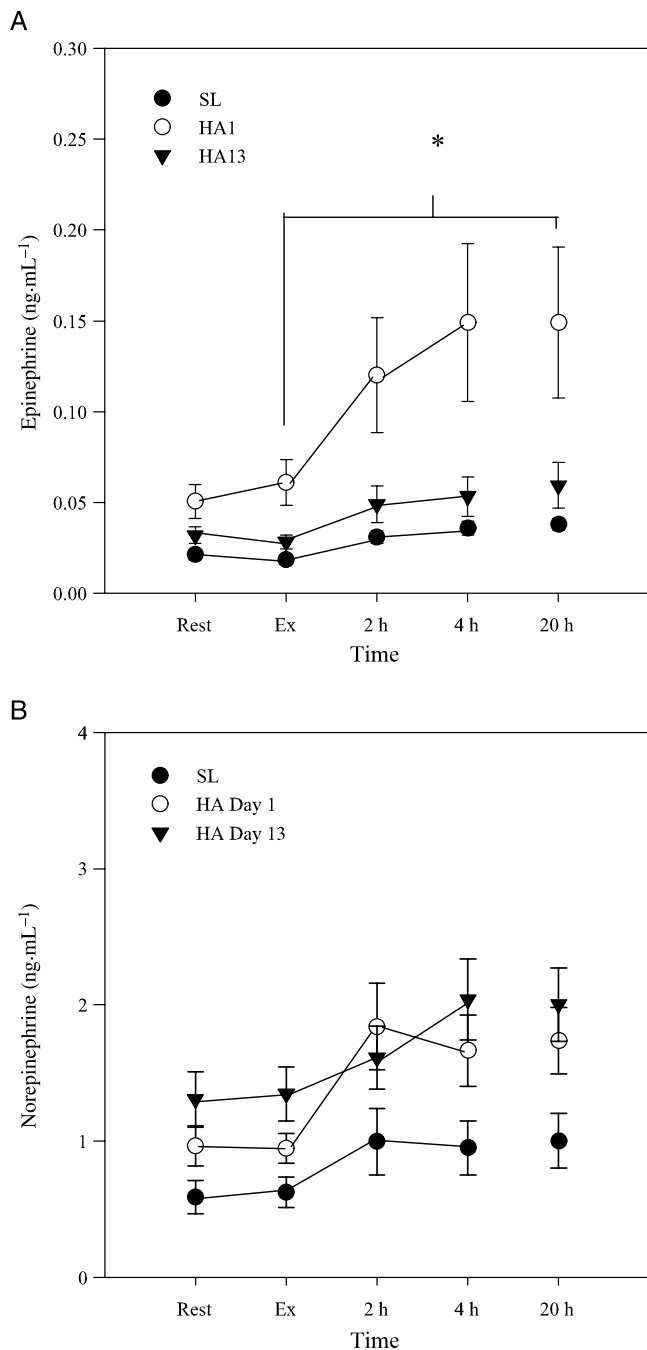 A
0.30
SL
HA1
HA13
0.25
*
0.20
0.15
0.10
0.05
0.00
Epinephrine (ng·mL⁻¹)
Rest Ex 2 h 4 h 20 h
Time
B
4
SL
HA Day 1
HA Day 13
3
2
1
0
Norepinephrine (ng·mL⁻¹)
Rest Ex 2 h 4 h 20 h
Time